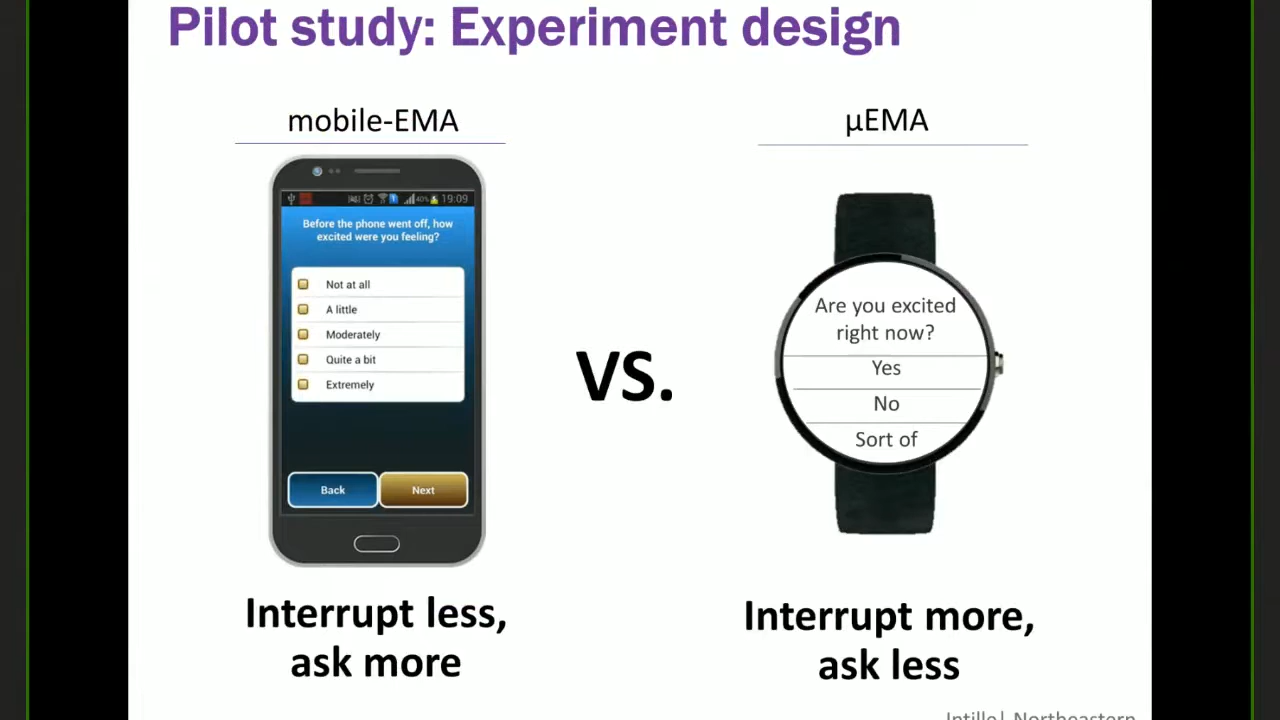 Pilot study: Experiment design
mobile-EMA
19:09
Before the phone went off, how
excited were you feeling?
Not at all
A little
Moderately
Quite a bit
Extremely
Back
Next
Interrupt less,
ask more
VS.
µEMA
Are you excited
right now?
Yes
No
Sort of
Interrupt more,
ask less
Intille| Northeastern